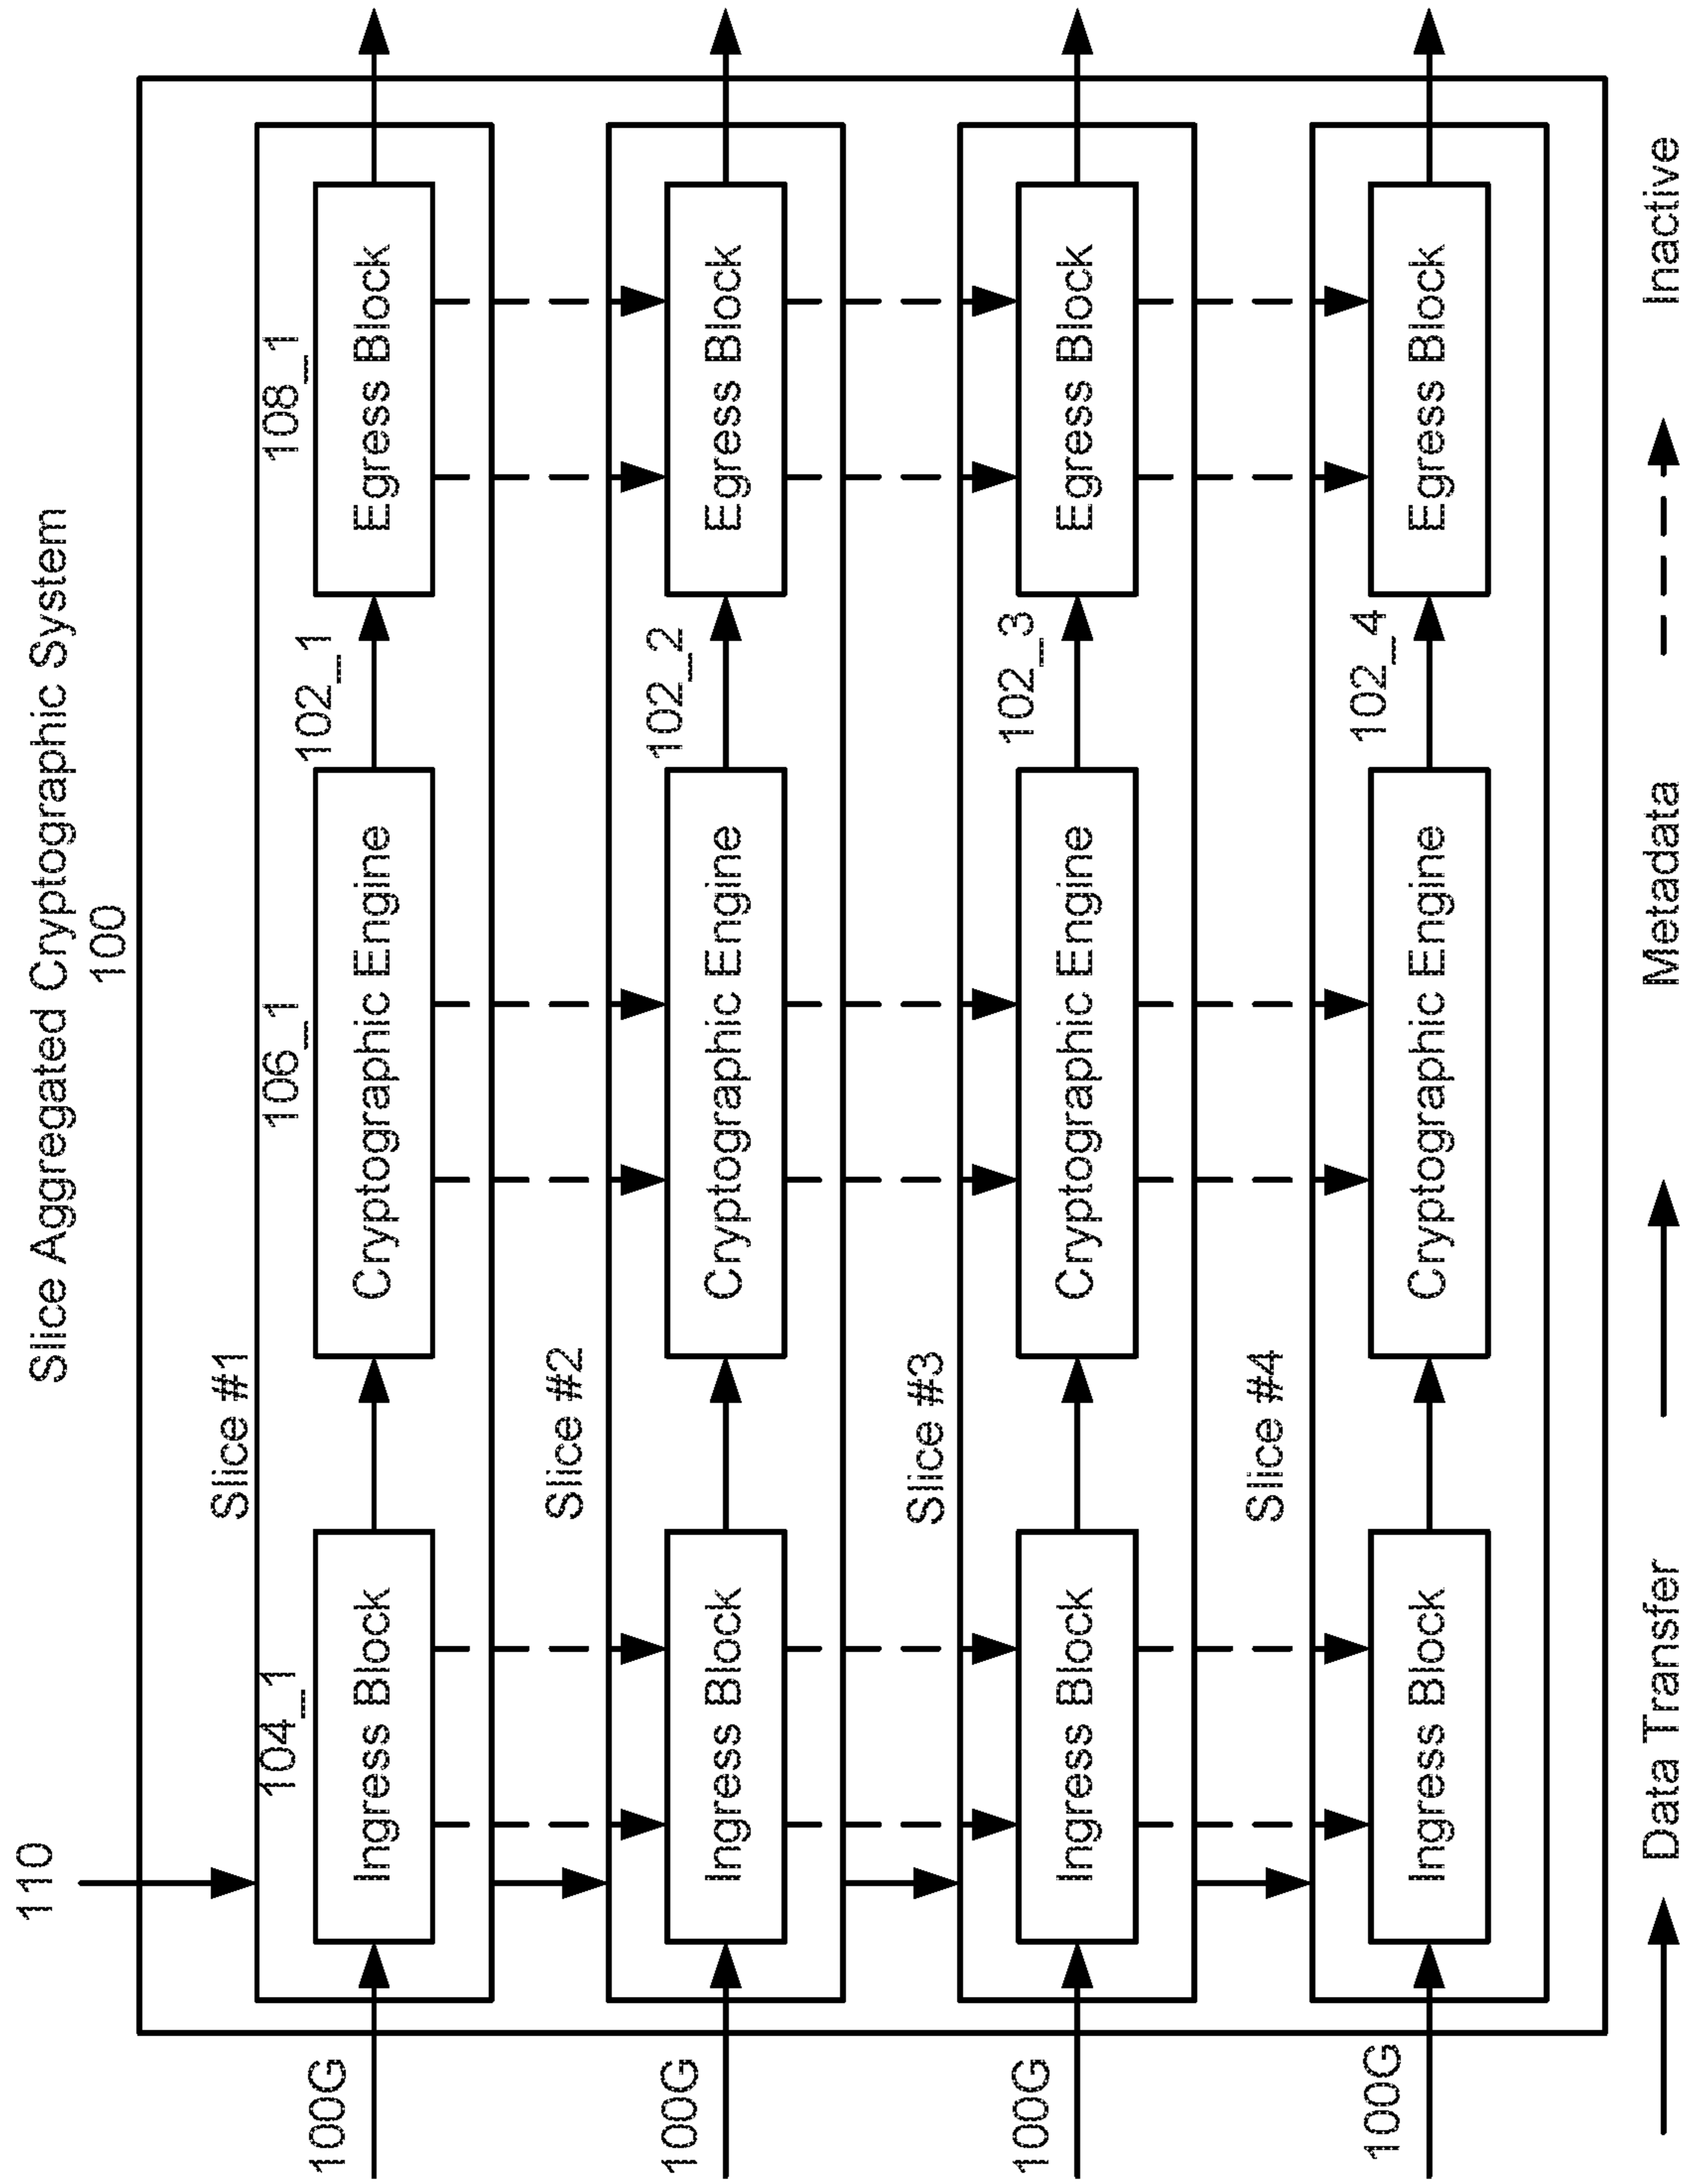 Slice Aggregated Cryptographic System
100
110
Slice #1
104_1
106_1
108_1
100G
Ingress Block
Cryptographic Engine
102_1
Egress Block
Slice #2
100G
Ingress Block
Cryptographic Engine
102_2
Egress Block
Slice #3
100G
Ingress Block
Cryptographic Engine
102_3
Egress Block
Slice #4
100G
Ingress Block
Cryptographic Engine
102_4
Egress Block
Data Transfer
Metadata
Inactive